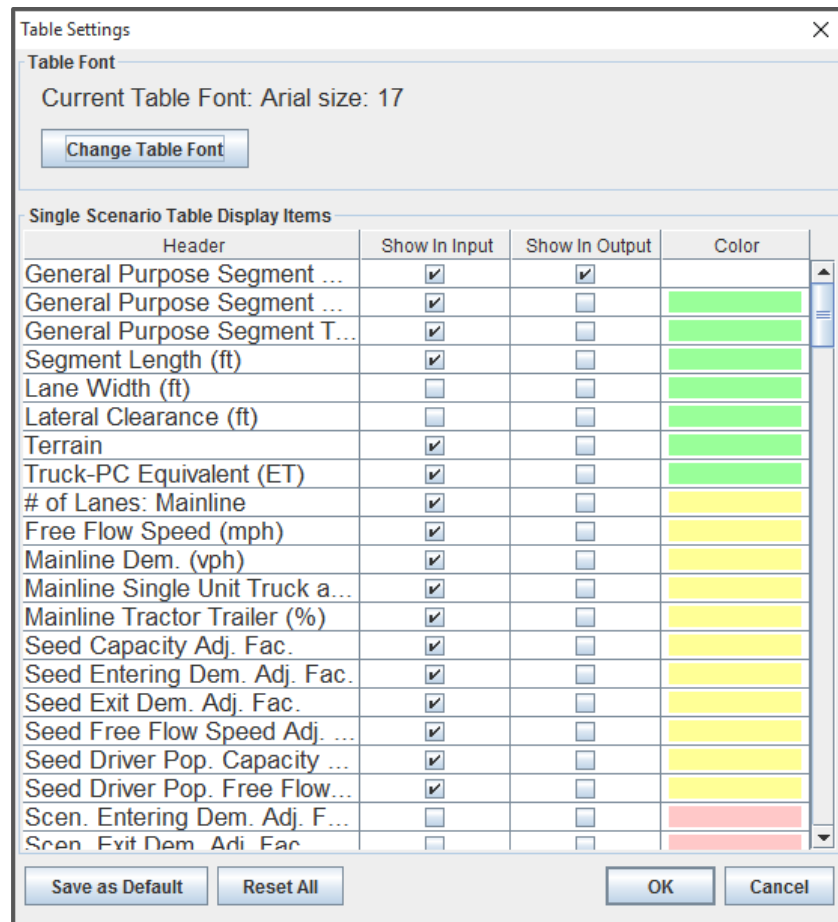 Table Settings
Table Font
Current Table Font: Arial size: 17
Change Table Font
Single Scenario Table Display Items
Header Show In Input Show In Output Color
General Purpose Segment ...
General Purpose Segment ...
General Purpose Segment T...
Segment Length (ft)
Lane Width (ft)
Lateral Clearance (ft)
Terrain
Truck-PC Equivalent (ET)
# of Lanes: Mainline
Free Flow Speed (mph)
Mainline Dem. (vph)
Mainline Single Unit Truck a...
Mainline Tractor Trailer (%)
Seed Capacity Adj. Fac.
Seed Entering Dem. Adj. Fac.
Seed Exit Dem. Adj. Fac.
Seed Free Flow Speed Adj. ...
Seed Driver Pop. Capacity ...
Seed Driver Pop. Free Flow...
Scen. Entering Dem. Adj. F...
Scen. Exit Dem. Adj. Fac
Save as Default Reset All OK Cancel